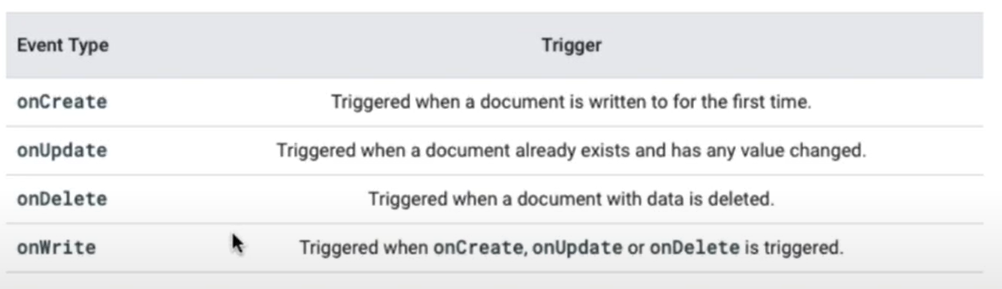 Event Type Trigger
onCreate Triggered when a document is written to for the first time.
onUpdate Triggered when a document already exists and has any value changed.
onDelete Triggered when a document with data is deleted.
onWrite Triggered when onCreate, onUpdate or onDelete is triggered.